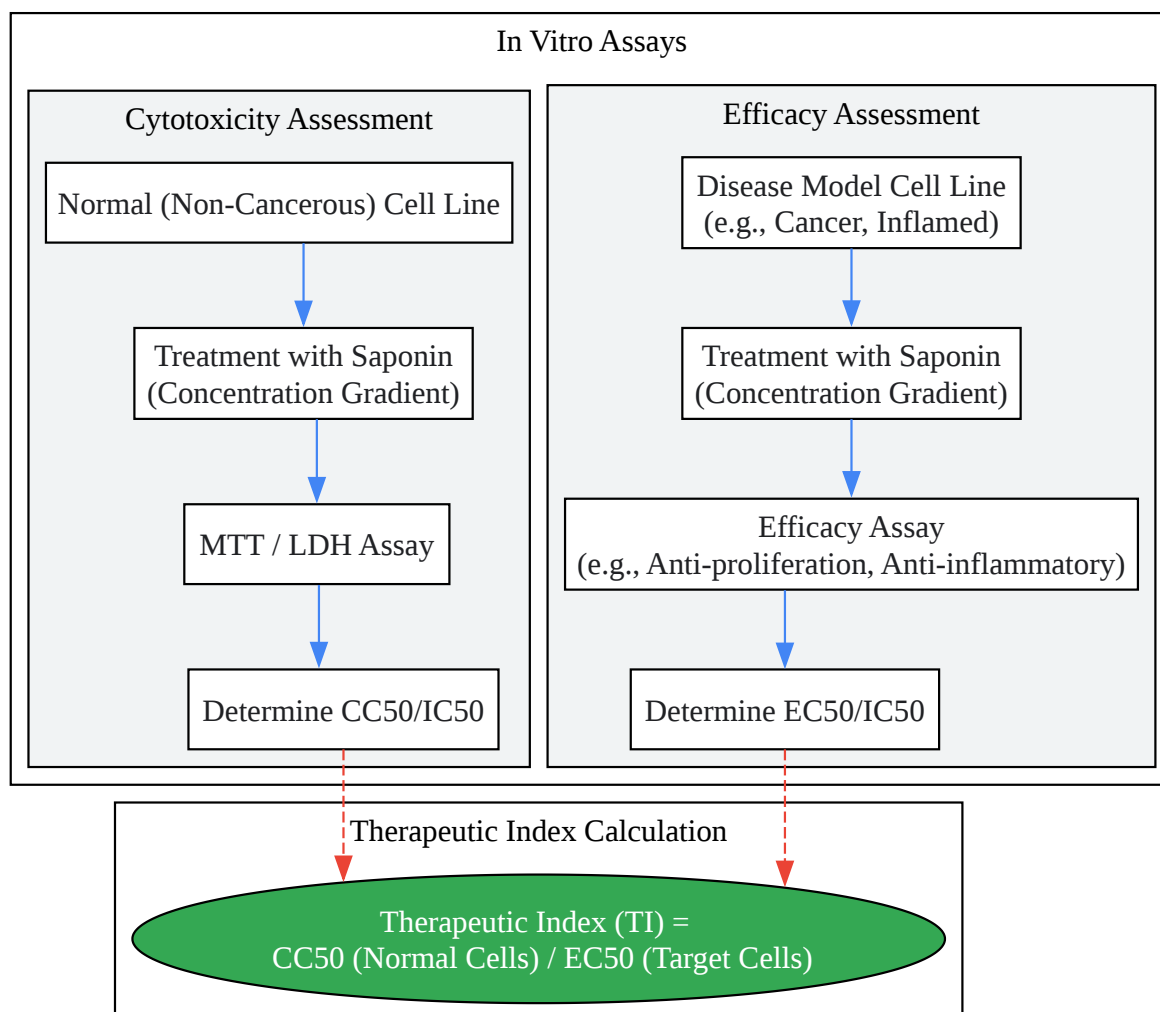 In Vitro Assays
Cytotoxicity Assessment
Normal (Non-Cancerous) Cell Line
Treatment with Saponin
(Concentration Gradient)
MTT / LDH Assay
Determine CC50/IC50
Efficacy Assessment
Disease Model Cell Line
(e.g., Cancer, Inflamed)
Treatment with Saponin
(Concentration Gradient)
Efficacy Assay
(e.g., Anti-proliferation, Anti-inflammatory)
Determine EC50/IC50
Therapeutic Index Calculation
Therapeutic Index (TI) =
CC50 (Normal Cells) / EC50 (Target Cells)